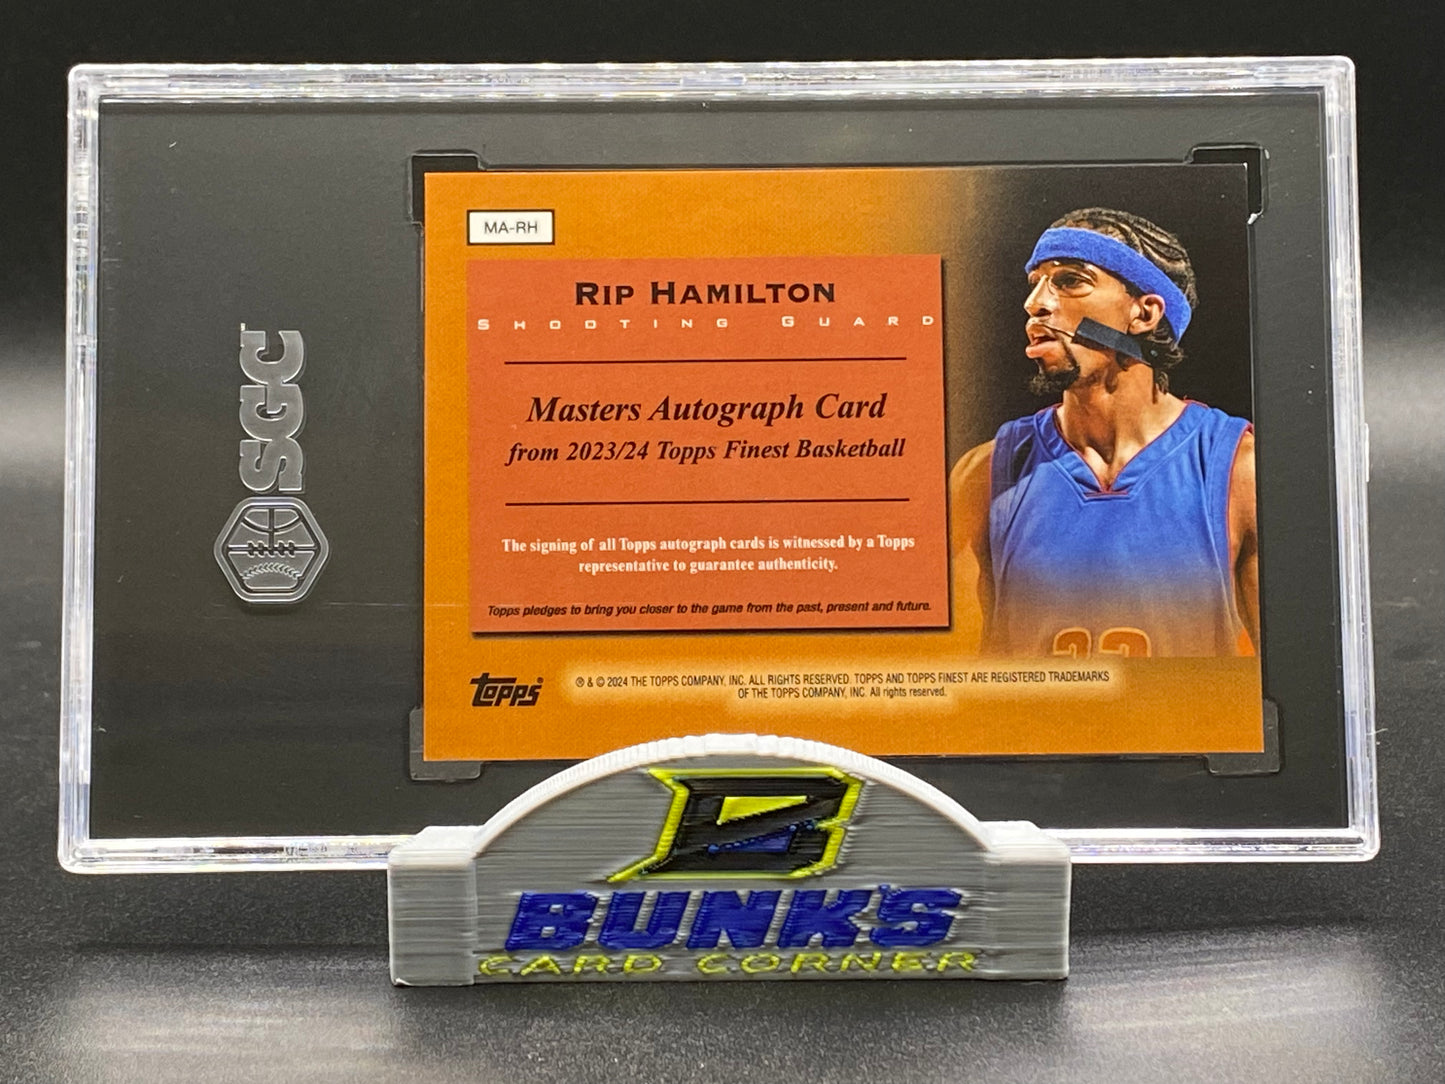 SGC
MA-RH
RIP HAMILTON
SHOOTING GUARD
Masters Autograph Card
from 2023/24 Topps Finest Basketball
The signing of all Topps autograph cards is witnessed by a Topps
representative to guarantee authenticity.
Topps pledges to bring you closer to the game from the past, present and future.
topps®
® & © 2024 THE TOPPS COMPANY, INC. ALL RIGHTS RESERVED. TOPPS AND TOPPS FINEST ARE REGISTERED TRADEMARKS
OF THE TOPPS COMPANY, INC. All rights reserved.
B
BUNK'S
CARD CORNER